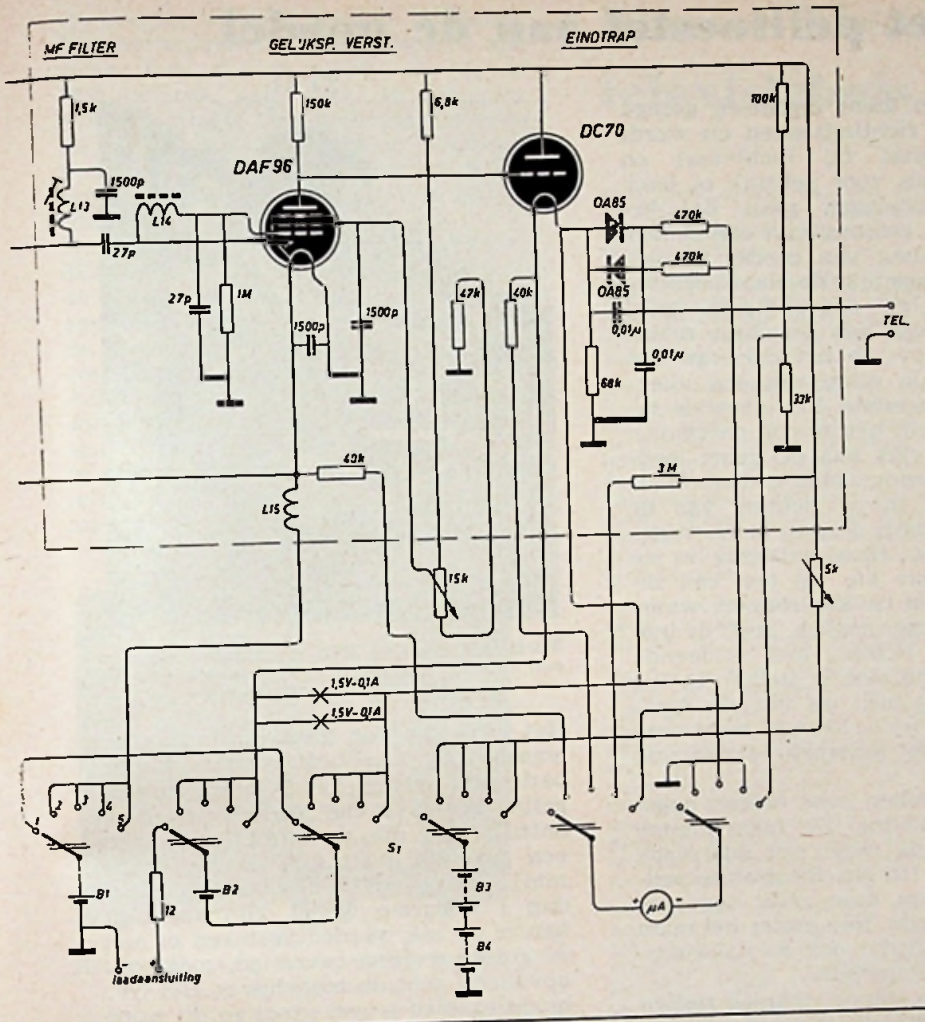 MF FILTER
GELIJKSP. VERST.
EINDTRAP
1,5k
150k
6,8k
100k
DC70
DAF96
1500p
L13
L14
OA85
470k
470k
27p
OA85
47k
40k
27p
1M
1500p
1500p
0,01µ
TEL.
68k
0,01µ
33k
40k
3M
L15
15k
5k
1,5V-0,1A
1,5V-0,1A
1
2
3
4
5
S1
B1
12
B2
B3
B4
+ µA -
- +
laadaansluiting